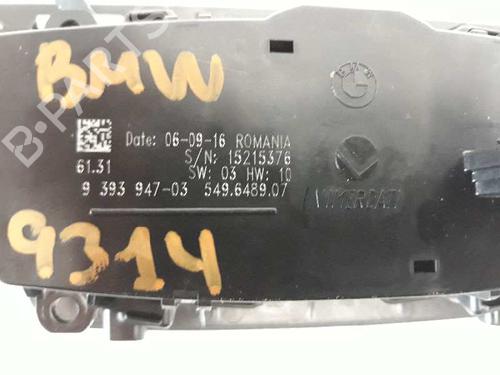 BMW
Date: 06-09-16 ROMANIA
S/N: 15215376
61.31 SW: 03 HW: 10
9 393 947-03 549.6489.07
9314